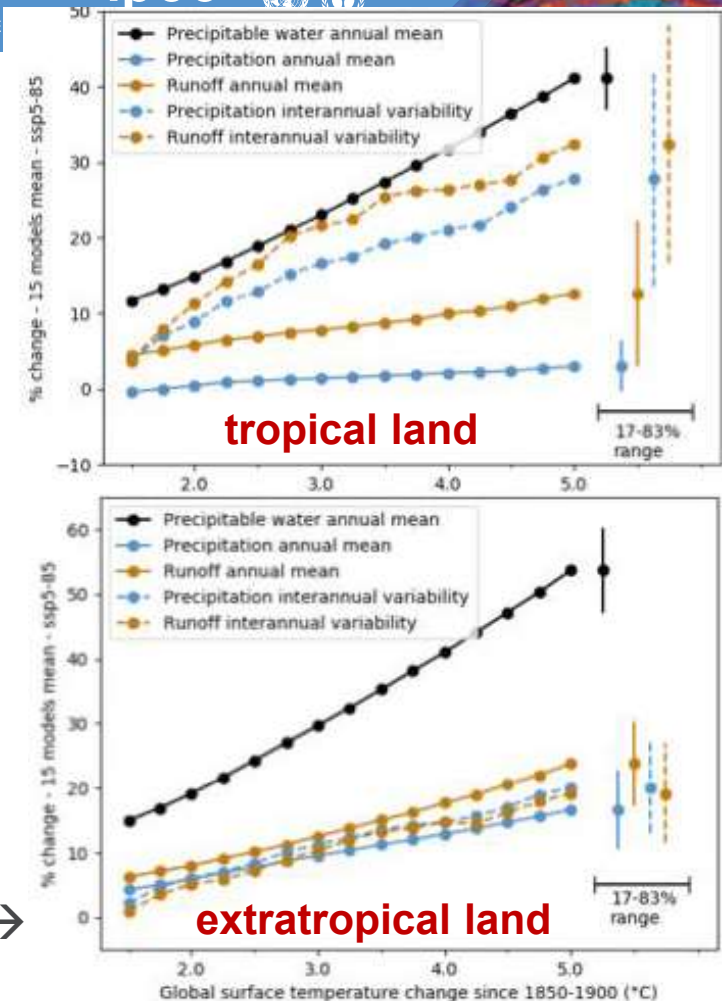 50
Precipitable water annual mean
Precipitation annual mean
Runoff annual mean
Precipitation interannual variability
Runoff interannual variability
40
30
20
10
0
−10
% change - 15 models mean - ssp5-85
tropical land
17-83%
range
2.0 3.0 4.0 5.0
60
Precipitable water annual mean
Precipitation annual mean
Runoff annual mean
Precipitation interannual variability
Runoff interannual variability
50
40
30
20
10
0
% change - 15 models mean - ssp5-85
→
extratropical land
17-83%
range
2.0 3.0 4.0 5.0
Global surface temperature change since 1850-1900 (°C)